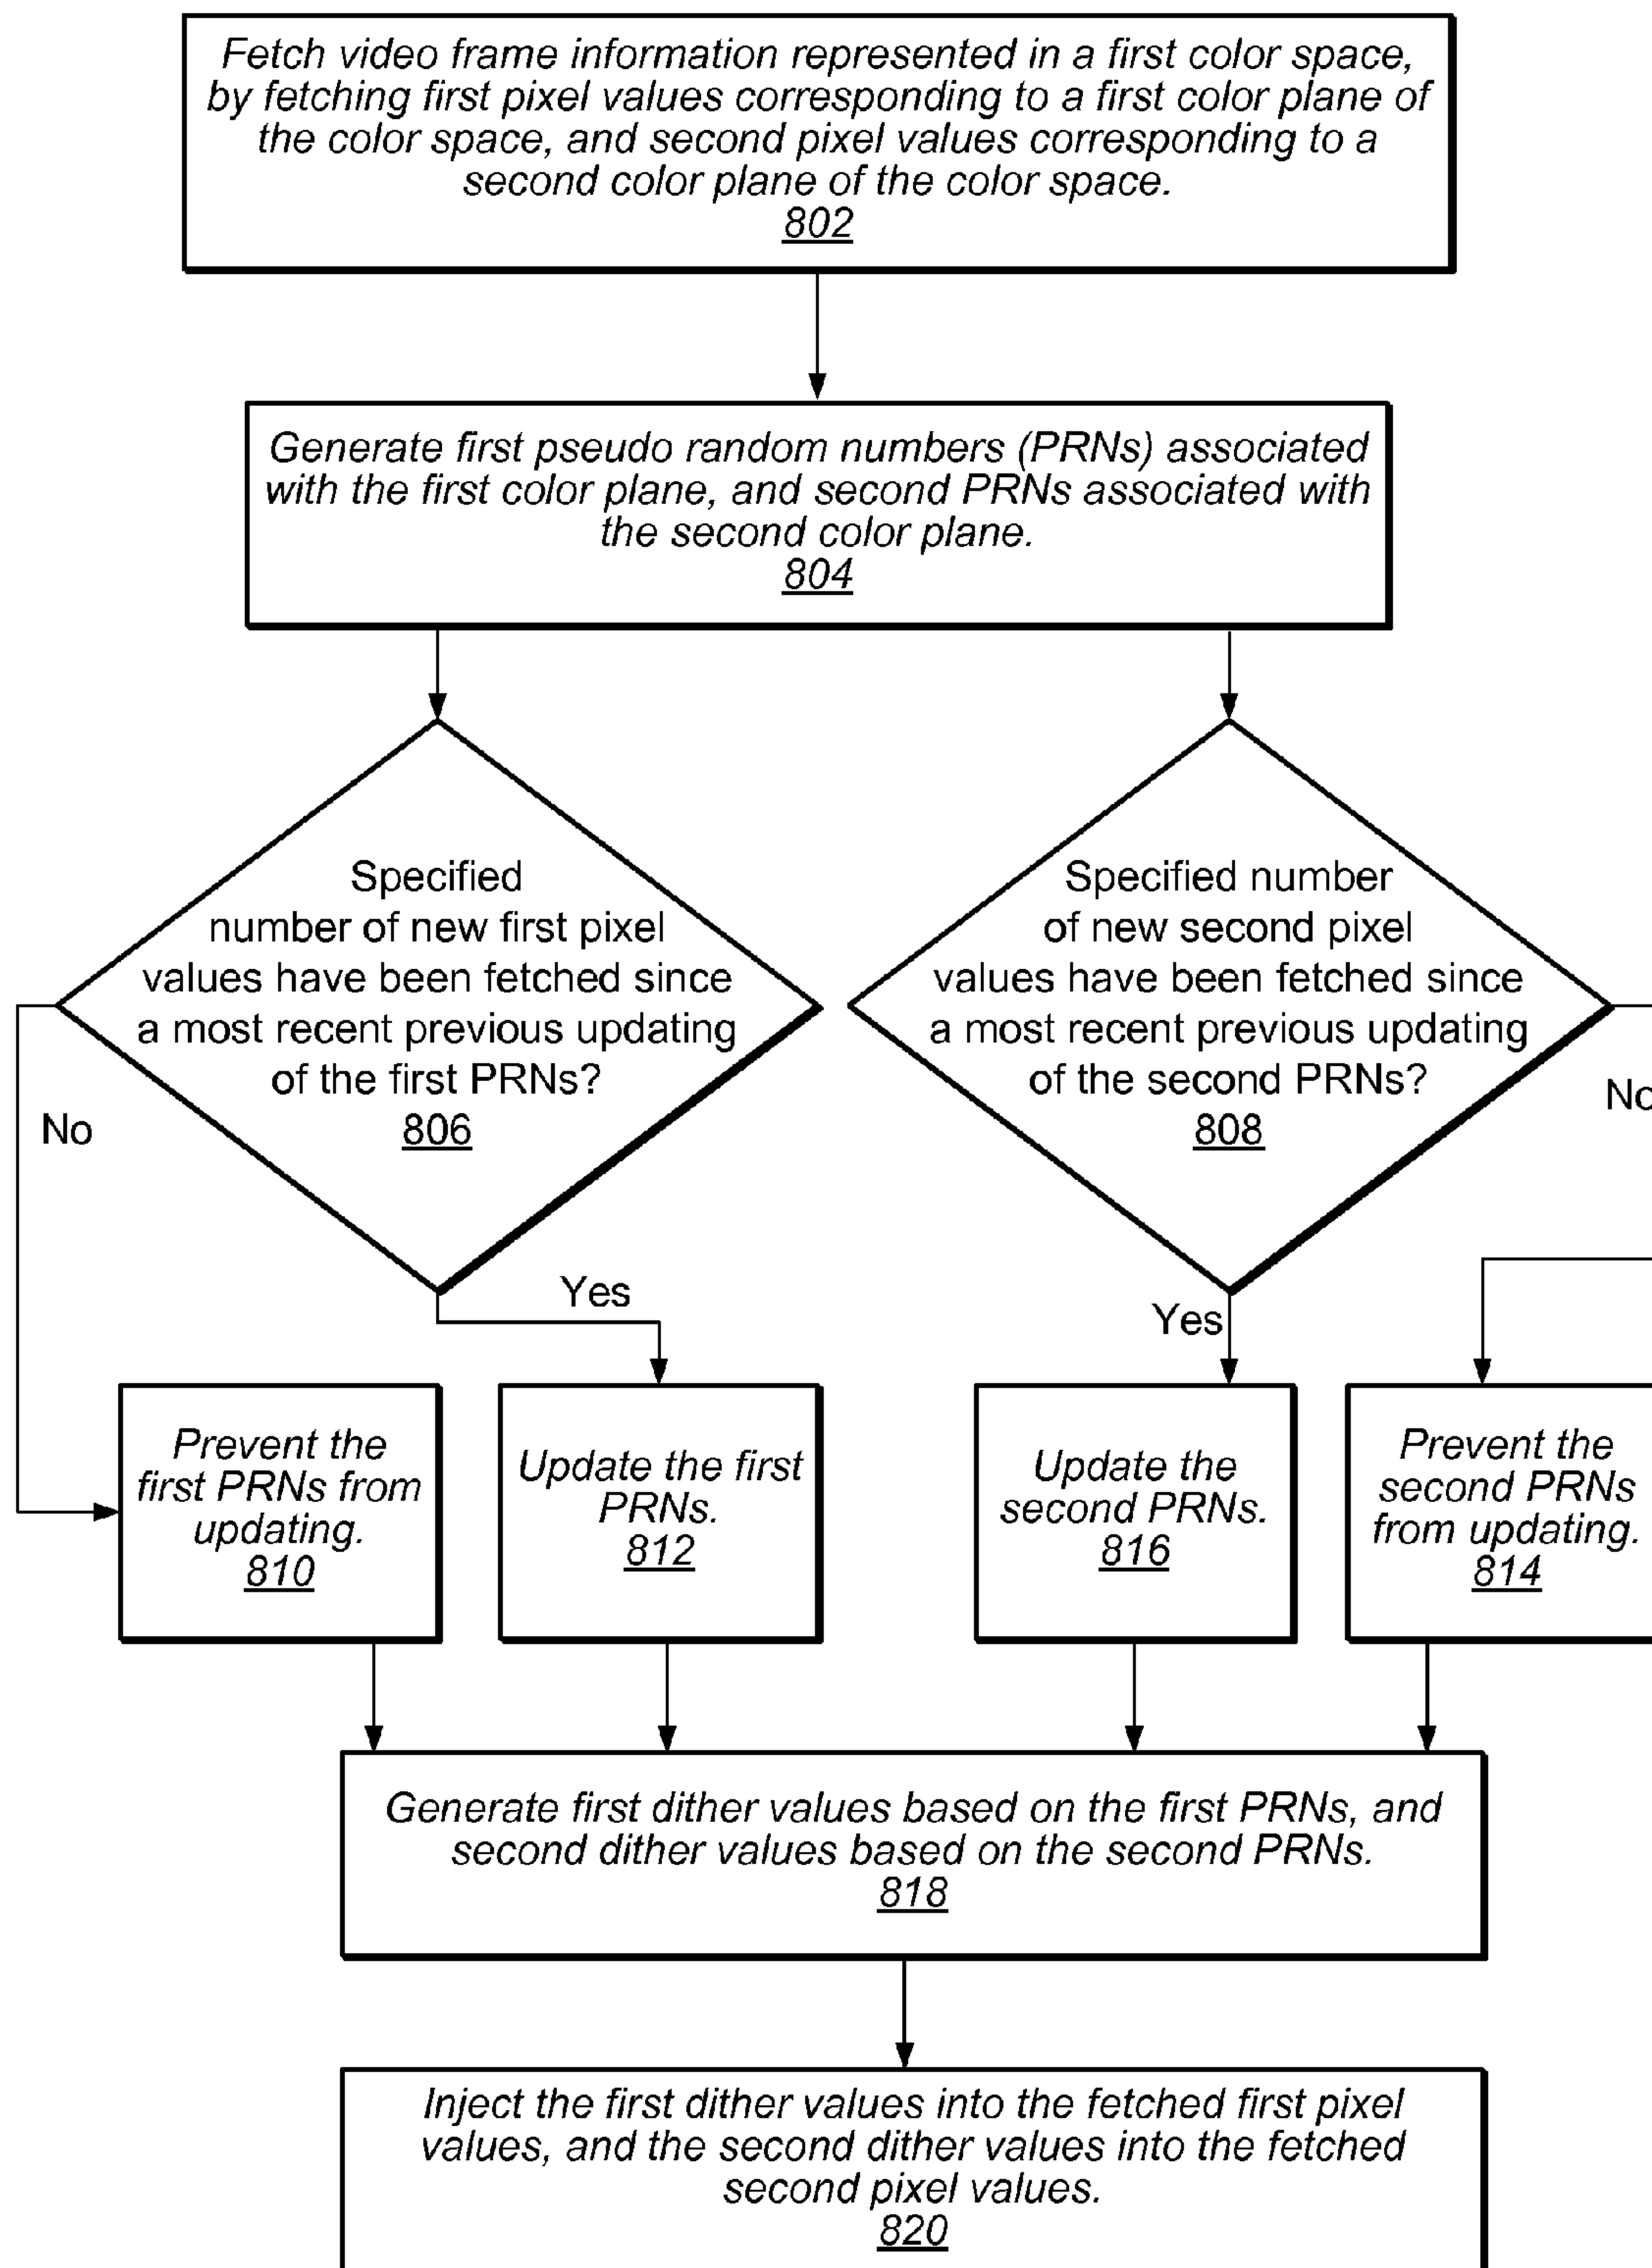 Fetch video frame information represented in a first color space,
by fetching first pixel values corresponding to a first color plane of
the color space, and second pixel values corresponding to a
second color plane of the color space.
802
Generate first pseudo random numbers (PRNs) associated
with the first color plane, and second PRNs associated with
the second color plane.
804
Specified
number of new first pixel
values have been fetched since
a most recent previous updating
of the first PRNs?
806
Specified number
of new second pixel
values have been fetched since
a most recent previous updating
of the second PRNs?
808
No
No
Yes
Yes
Prevent the
first PRNs from
updating.
810
Update the first
PRNs.
812
Update the
second PRNs.
816
Prevent the
second PRNs
from updating.
814
Generate first dither values based on the first PRNs, and
second dither values based on the second PRNs.
818
Inject the first dither values into the fetched first pixel
values, and the second dither values into the fetched
second pixel values.
820